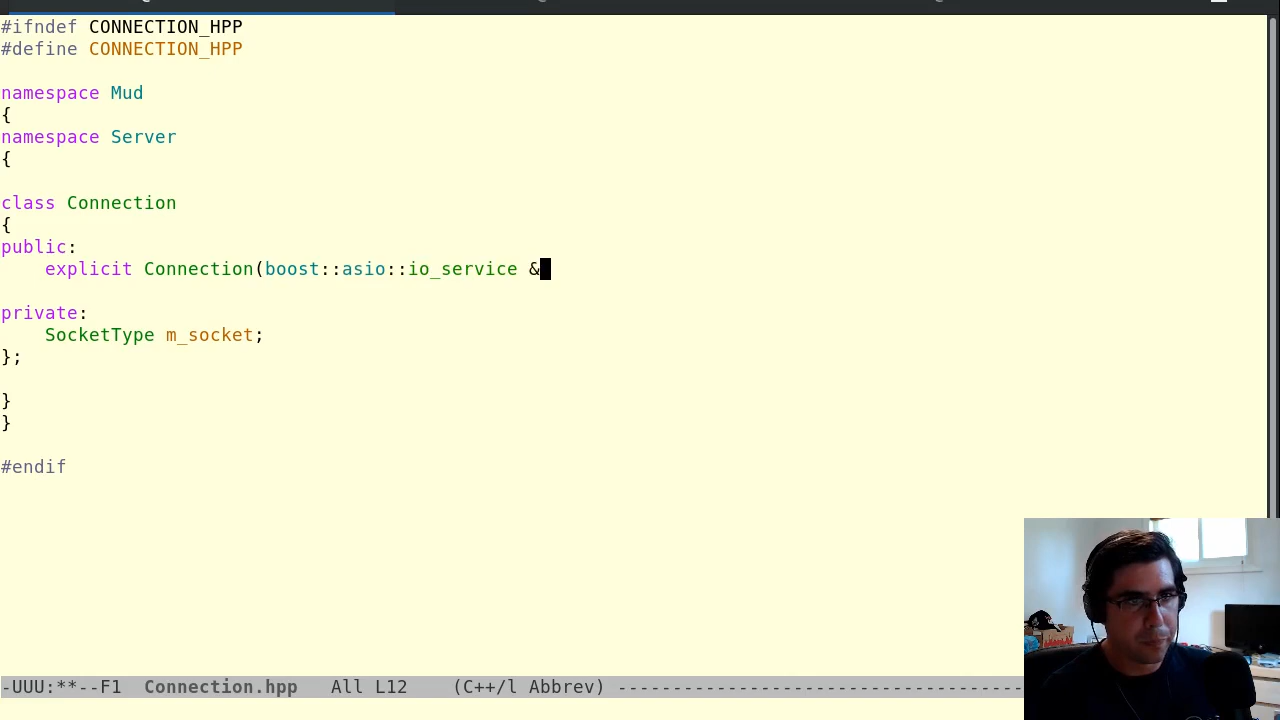 #ifndef CONNECTION_HPP
#define CONNECTION_HPP
namespace Mud
{
namespace Server
{
class Connection
{
public:
explicit Connection(boost::asio::io_service &
private:
SocketType m_socket;
};
}
}
#endif
-UUU:**--F1 Connection.hpp All L12 (C++/l Abbrev) -------------------------------------